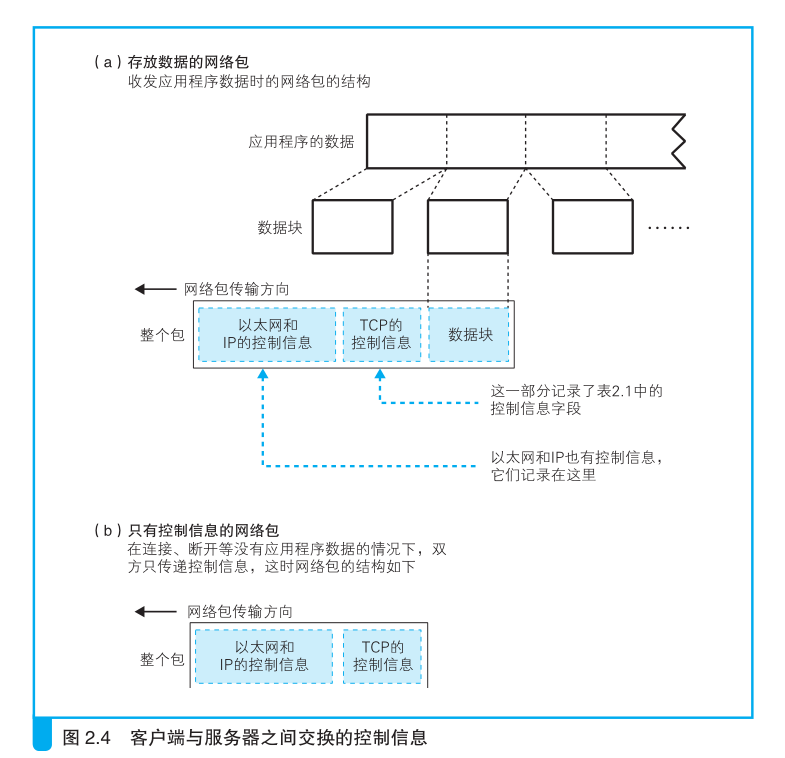 （a）存放数据的网络包
收发应用程序数据时的网络包的结构
应用程序的数据
数据块
……
网络包传输方向
整个包
以太网和
IP的控制信息
TCP的
控制信息
数据块
这一部分记录了表2.1中的
控制信息字段
以太网和IP也有控制信息，
它们记录在这里
（b）只有控制信息的网络包
在连接、断开等没有应用程序数据的情况下，双
方只传递控制信息，这时网络包的结构如下
网络包传输方向
整个包
以太网和
IP的控制信息
TCP的
控制信息
图 2.4 客户端与服务器之间交换的控制信息